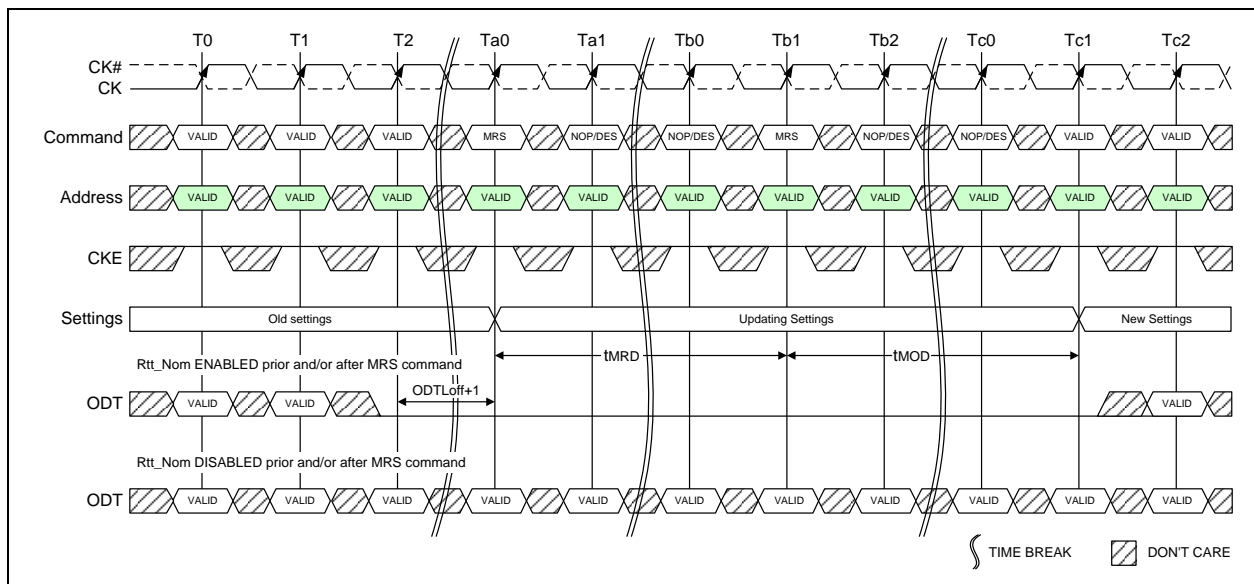 T0 T1 T2 Ta0 Ta1 Tb0 Tb1 Tb2 Tc0 Tc1 Tc2
CK#
CK
Command VALID VALID VALID MRS NOP/DES NOP/DES MRS NOP/DES NOP/DES VALID VALID
Address VALID VALID VALID VALID VALID VALID VALID VALID VALID VALID VALID
CKE
Settings Old settings Updating Settings New Settings
tMRD tMOD
Rtt_Nom ENABLED prior and/or after MRS command
ODTLoff+1
ODT VALID VALID VALID
Rtt_Nom DISABLED prior and/or after MRS command
ODT VALID VALID VALID VALID VALID VALID VALID VALID VALID VALID VALID
TIME BREAK DON'T CARE